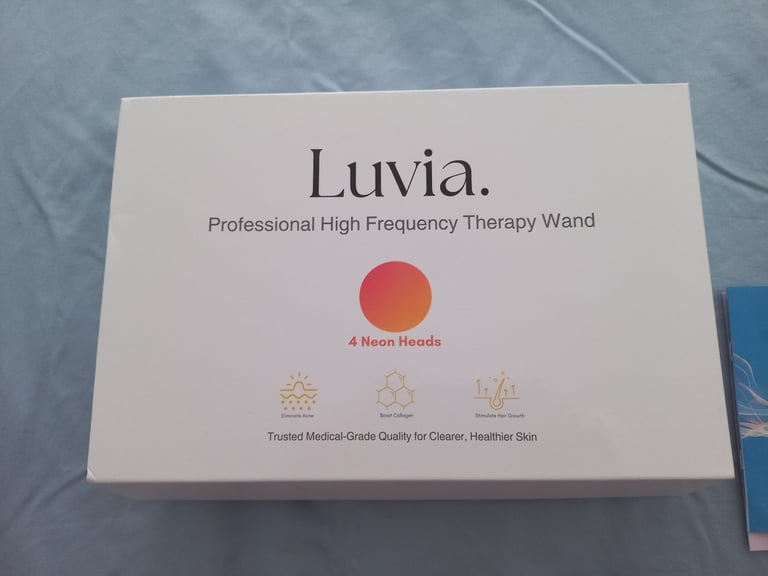 Luvia.
Professional High Frequency Therapy Wand
4 Neon Heads
Eliminate Acne
Boost Collagen
Stimulate Hair Growth
Trusted Medical-Grade Quality for Clearer, Healthier Skin